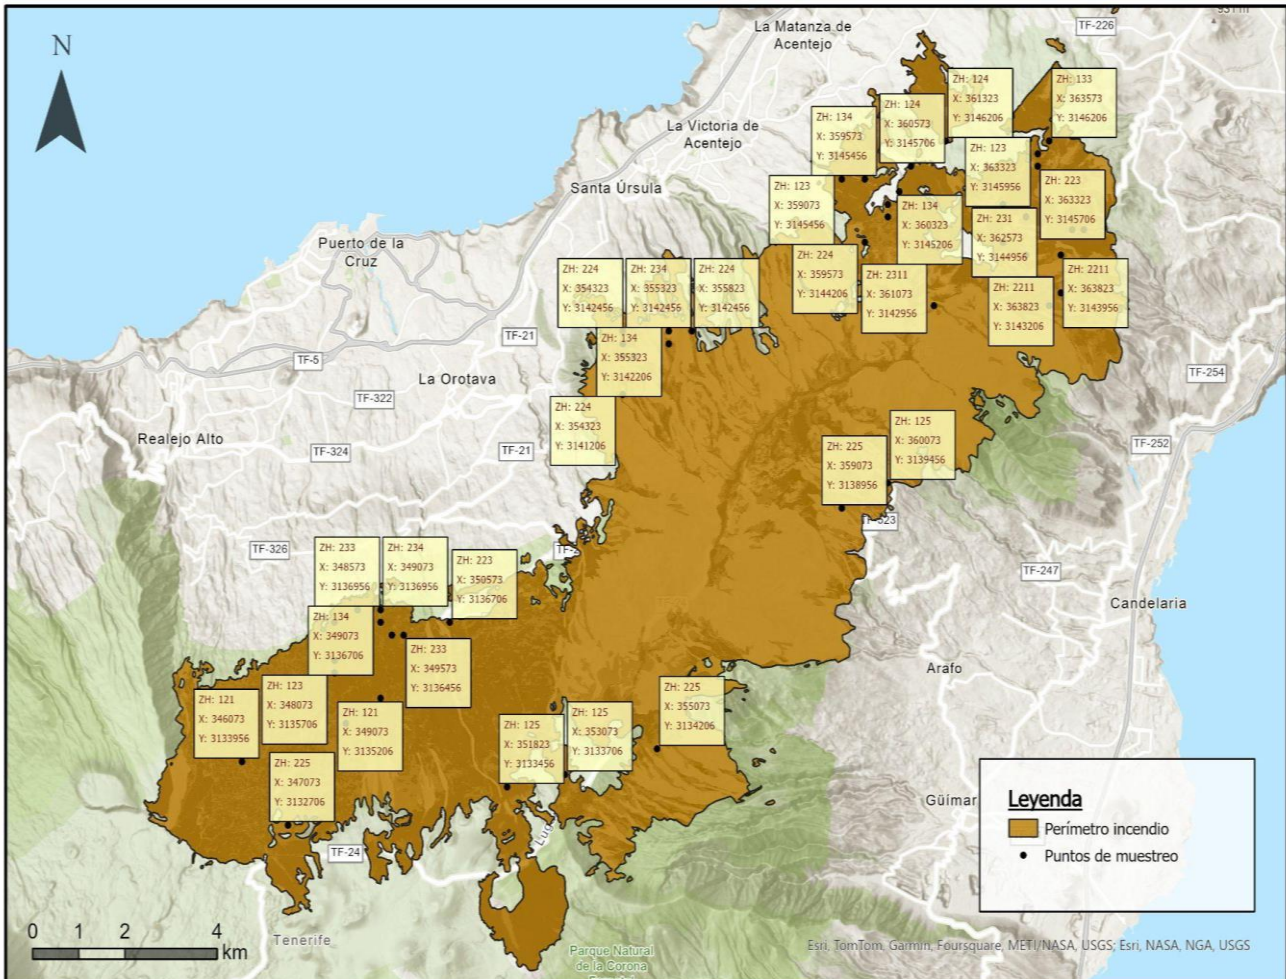 931 m
N
La Matanza de
Acentejo
TF-226
ZH: 124
X: 361323
Y: 3146206
ZH: 133
X: 363573
Y: 3146206
ZH: 124
X: 360573
Y: 3145706
ZH: 134
X: 359573
Y: 3145456
La Victoria de
Acentejo
ZH: 123
X: 363323
Y: 3145956
ZH: 223
X: 363323
Y: 3145706
Santa Úrsula
ZH: 123
X: 359073
Y: 3145456
ZH: 134
X: 360323
Y: 3145206
ZH: 231
X: 362573
Y: 3144956
Puerto de la
Cruz
ZH: 224
X: 359573
Y: 3144206
ZH: 2311
X: 361073
Y: 3142956
ZH: 2211
X: 363823
Y: 3143206
ZH: 2211
X: 363823
Y: 3143956
ZH: 224
X: 354323
Y: 3142456
ZH: 234
X: 355323
Y: 3142456
ZH: 224
X: 355823
Y: 3142456
TF-21
ZH: 134
X: 355323
Y: 3142206
TF-5
TF-254
La Orotava
TF-322
ZH: 224
X: 354323
Y: 3141206
Realejo Alto
TF-324
TF-21
TF-252
ZH: 125
X: 360073
Y: 3139456
ZH: 225
X: 359073
Y: 3138956
TF-523
TF-326
TF-2
ZH: 233
X: 348573
Y: 3136956
ZH: 234
X: 349073
Y: 3136956
ZH: 223
X: 350573
Y: 3136706
TF-247
Candelaria
ZH: 134
X: 349073
Y: 3136706
ZH: 233
X: 349573
Y: 3136456
Arafo
ZH: 121
X: 346073
Y: 3133956
ZH: 123
X: 348073
Y: 3135706
ZH: 121
X: 349073
Y: 3135206
ZH: 125
X: 351823
Y: 3133456
ZH: 125
X: 353073
Y: 3133706
ZH: 225
X: 355073
Y: 3134206
ZH: 225
X: 347073
Y: 3132706
Güímar
Leyenda
Perímetro incendio
Puntos de muestreo
TF-24
Lug
0 1 2 4
km
Tenerife
Parque Natural
de la Corona
Esri, TomTom, Garmin, Foursquare, METI/NASA, USGS; Esri, NASA, NGA, USGS